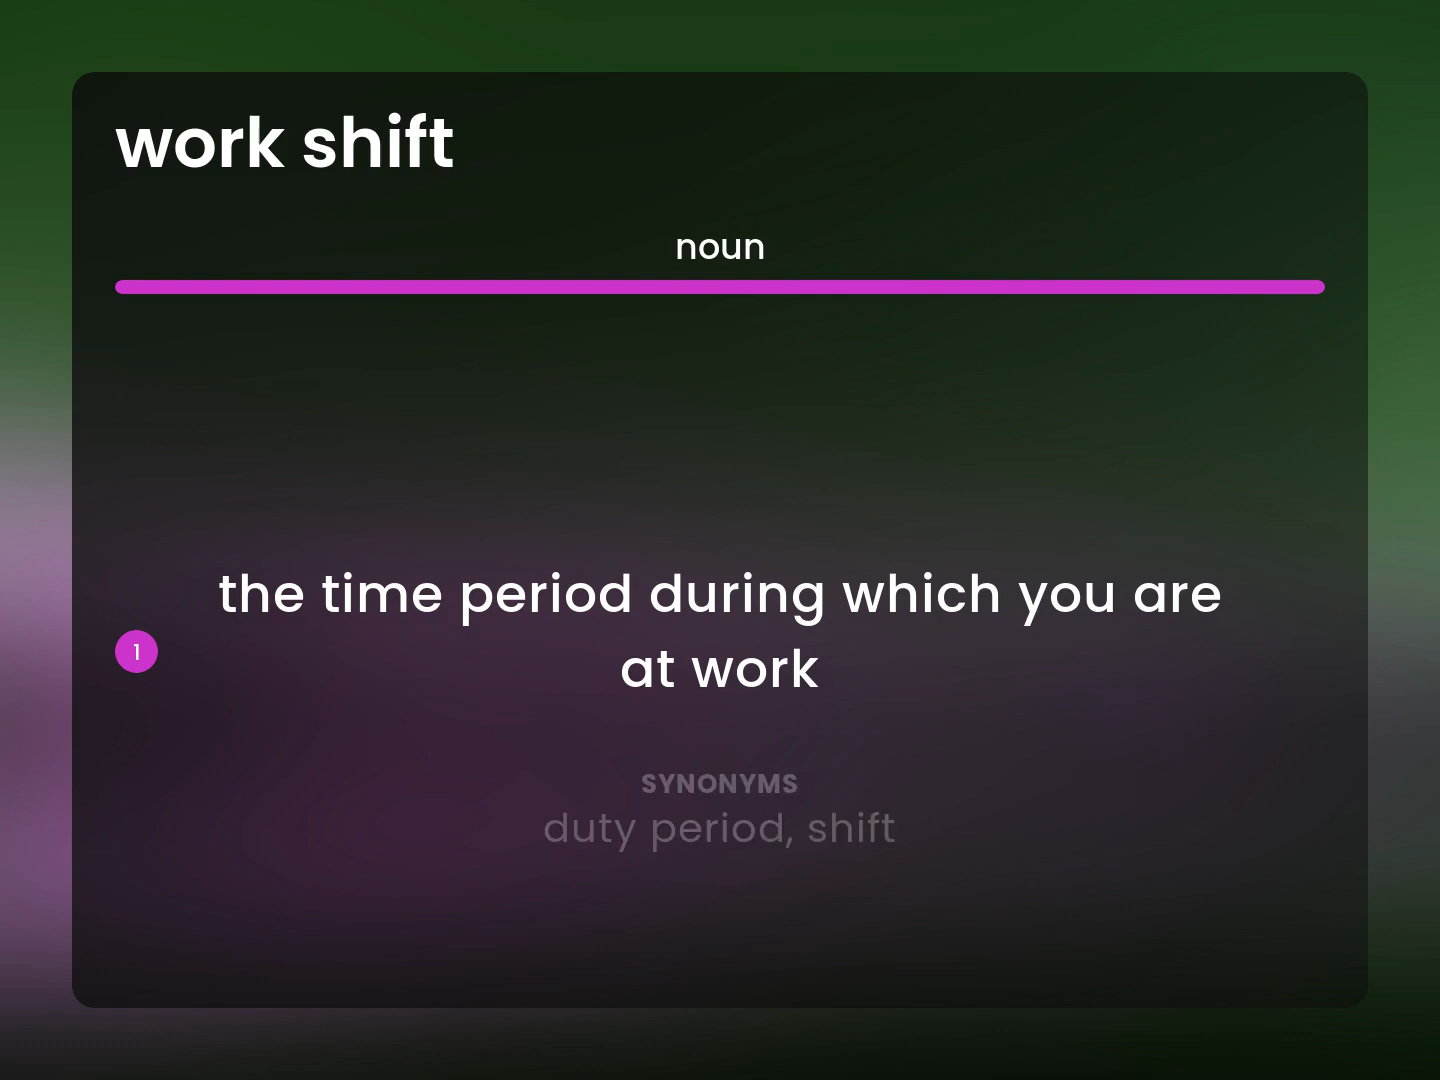 work shift
noun
the time period during which you are
1
at work
SYNONYMS
duty period, shift